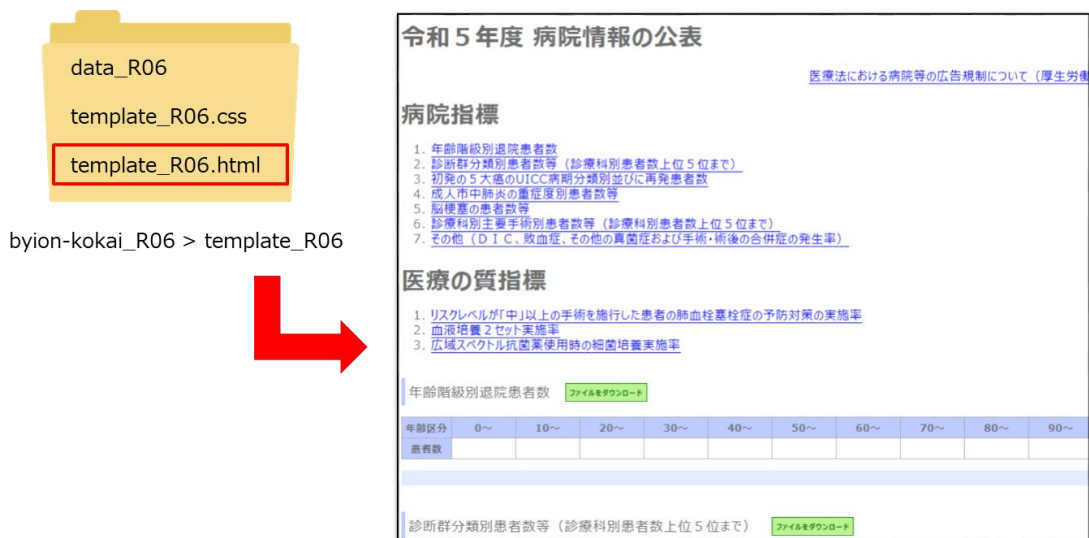 data_R06
template_R06.css
template_R06.html
byion-kokai_R06 > template_R06
令和５年度 病院情報の公表
医療法における病院等の広告規制について（厚生労働
病院指標
1. 年齢階級別退院患者数
2. 診断群分類別患者数等（診療科別患者数上位５位まで）
3. 初発の５大癌のUICC病期分類別並びに再発患者数
4. 成人市中肺炎の重症度別患者数等
5. 脳梗塞の患者数等
6. 診療科別主要手術別患者数等（診療科別患者数上位５位まで）
7. その他（ＤＩＣ、敗血症、その他の真菌症および手術・術後の合併症の発生率）
医療の質指標
1. リスクレベルが「中」以上の手術を施行した患者の肺血栓塞栓症の予防対策の実施率
2. 血液培養２セット実施率
3. 広域スペクトル抗菌薬使用時の細菌培養実施率
年齢階級別退院患者数 ファイルをダウンロード
年齢区分 0～ 10～ 20～ 30～ 40～ 50～ 60～ 70～ 80～ 90～
患者数
診断群分類別患者数等（診療科別患者数上位５位まで） ファイルをダウンロード